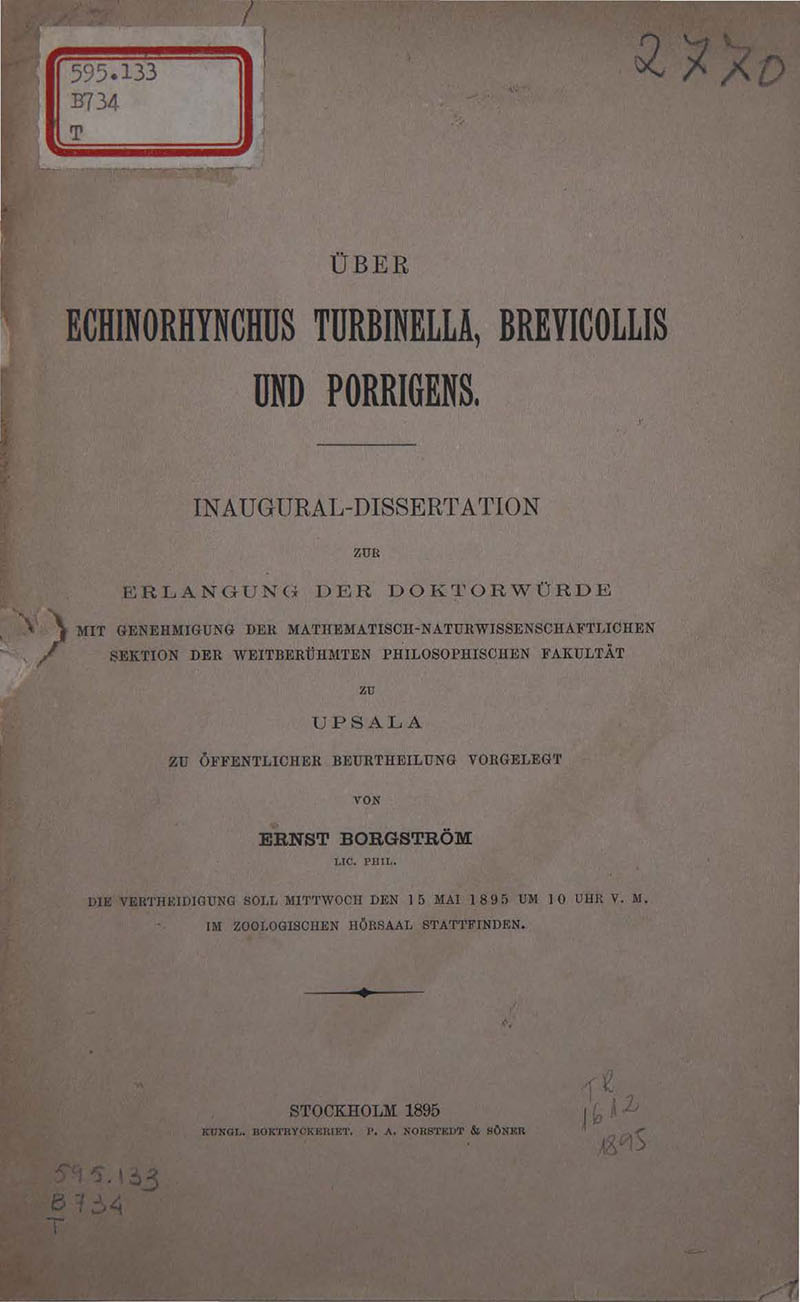 595.133
B734
T
ÜBER
ECHINORHYNCHUS TURBINELLA, BREVICOLLIS
UND PORRIGENS.
INAUGURAL-DISSERTATION
ZUR
ERLANGUNG DER DOKTORWÜRDE
MIT GENEHMIGUNG DER MATHEMATISCH-NATURWISSENSCHAFTLICHEN
SEKTION DER WEITBERÜHMTEN PHILOSOPHISCHEN FAKULTÄT
ZU
UPSALA
ZU ÖFFENTLICHER BEURTHEILUNG VORGELEGT
VON
ERNST BORGSTRÖM
LIC. PHIL.
DIE VERTHEIDIGUNG SOLL MITTWOCH DEN 15 MAI 1895 UM 10 UHR V. M.
IM ZOOLOGISCHEN HÖRSAAL STATTFINDEN.
STOCKHOLM 1895
KUNGL. BOKTRYCKERIET. P. A. NORSTEDT & SÖNER
1895
595.133
B734
T